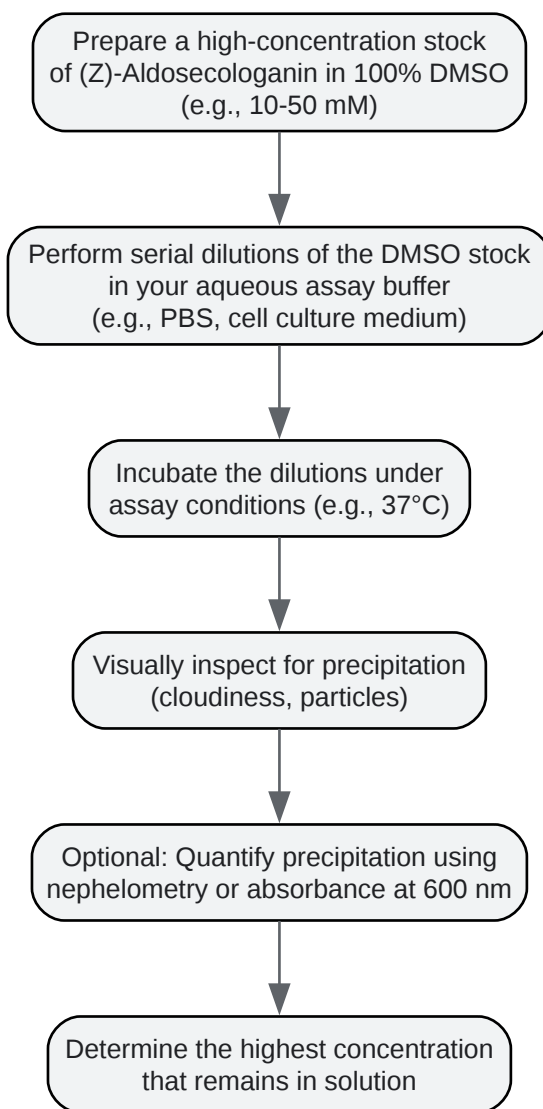 Prepare a high-concentration stock
of (Z)-Aldosecologanin in 100% DMSO
(e.g., 10-50 mM)
Perform serial dilutions of the DMSO stock
in your aqueous assay buffer
(e.g., PBS, cell culture medium)
Incubate the dilutions under
assay conditions (e.g., 37°C)
Visually inspect for precipitation
(cloudiness, particles)
Optional: Quantify precipitation using
nephelometry or absorbance at 600 nm
Determine the highest concentration
that remains in solution